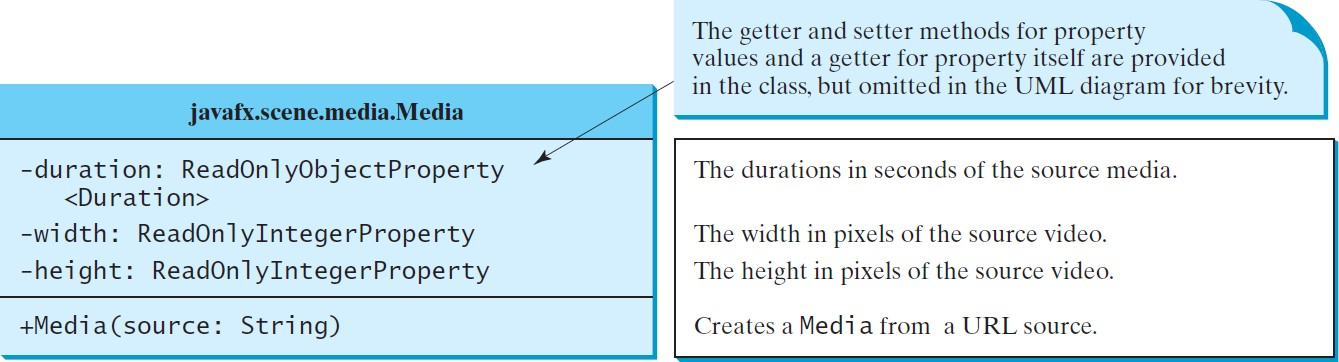 The getter and setter methods for property
values and a getter for property itself are provided
in the class, but omitted in the UML diagram for brevity.
javafx.scene.media.Media
-duration: ReadOnlyObjectProperty
<Duration>
The durations in seconds of the source media.
-width: ReadOnlyIntegerProperty
The width in pixels of the source video.
-height: ReadOnlyIntegerProperty
The height in pixels of the source video.
+Media(source: String)
Creates a Media from a URL source.